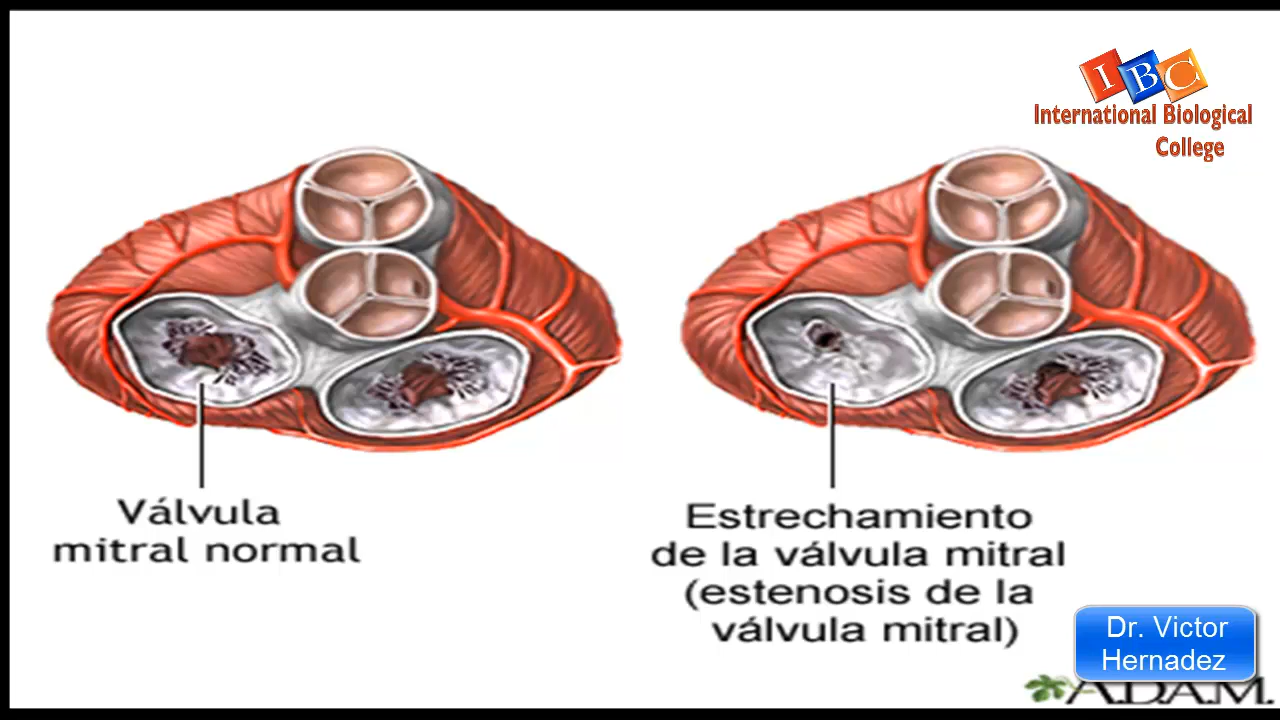 IBC
International Biological
College
Válvula
mitral normal
Estrechamiento
de la válvula mitral
(estenosis de la
válvula mitral)
Dr. Victor
Hernadez
A.D.A.M.